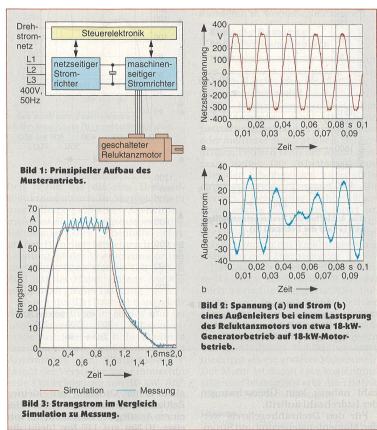 Dreh-
strom-
netz
L1
L2
L3
400V,
50Hz
Steuerelektronik
netzseitiger
Strom-
richter
maschinen-
seitiger
Stromrichter
geschalteter
Reluktanzmotor
Bild 1: Prinzipieller Aufbau des
Musterantriebs.
Strangstrom
70
A
50
40
30
20
10
0
0 0,2 0,4 0,6 0,8 1,0 1,2 1,4 1,6 ms 2,0
1,8
Zeit
Simulation Messung
Bild 3: Strangstrom im Vergleich
Simulation zu Messung.
Netzsternspannung
400
V
200
100
0
-100
-200
-300
-400
0 0,01 0,02 0,03 0,04 0,05 0,06 0,07 0,08 s 0,1
0,09
a
Zeit
Außenleiterstrom
40
A
20
10
0
-10
-20
-30
-40
0 0,01 0,02 0,03 0,04 0,05 0,06 0,07 0,08 s 0,1
0,09
b
Zeit
Bild 2: Spannung (a) und Strom (b)
eines Außenleiters bei einem Lastsprung
des Reluktanzmotors von etwa 18-kW-
Generatorbetrieb auf 18-kW-Motor-
betrieb.